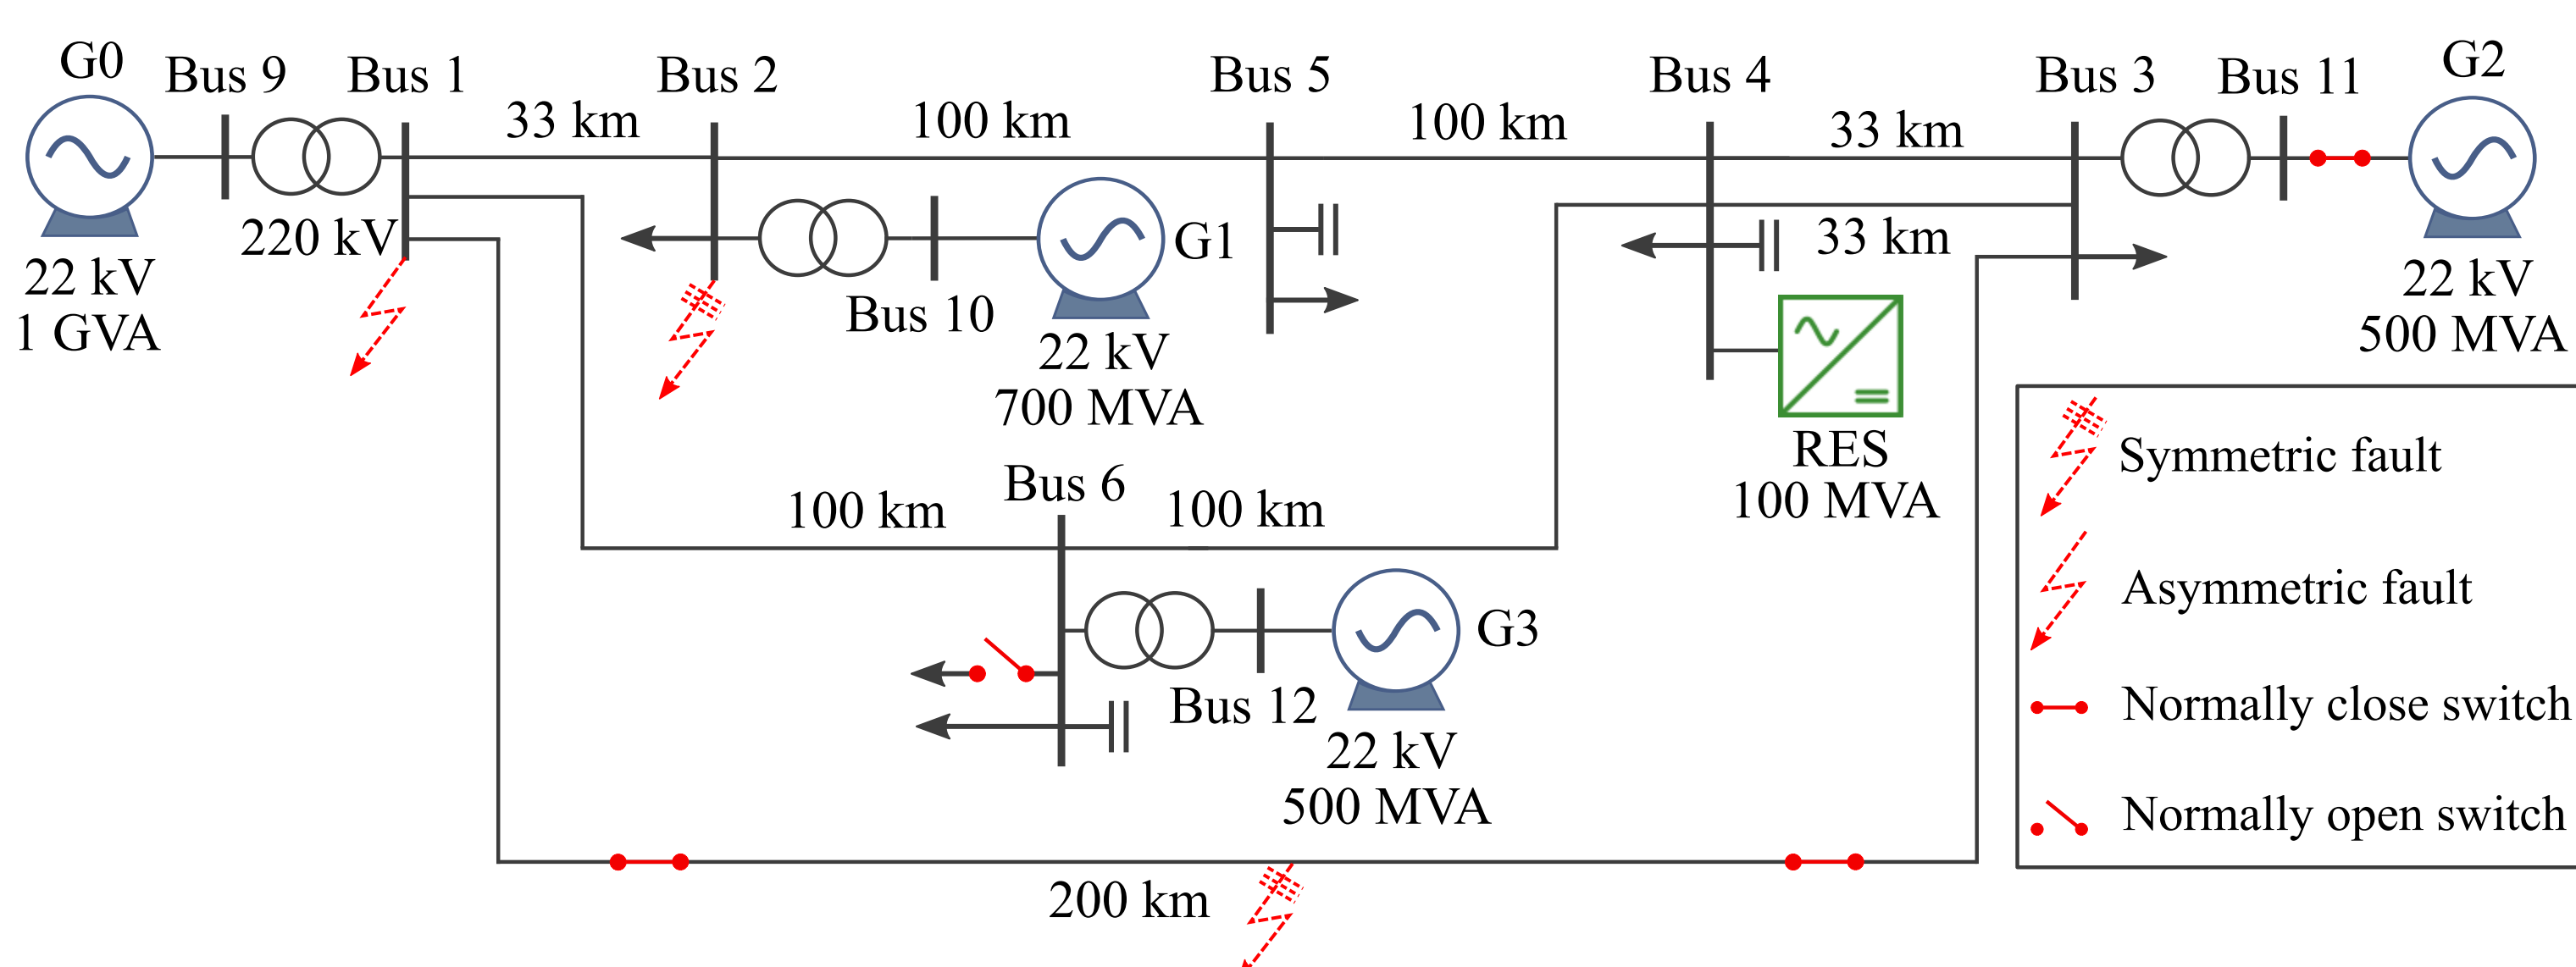 G0
Bus 9
Bus 1
33 km
Bus 2
100 km
Bus 5
100 km
Bus 4
33 km
Bus 3
Bus 11
G2
220 kV
22 kV
1 GVA
G1
Bus 10
22 kV
700 MVA
33 km
RES
100 MVA
22 kV
500 MVA
100 km
Bus 6
100 km
G3
Bus 12
22 kV
500 MVA
200 km
Symmetric fault
Asymmetric fault
Normally close switch
Normally open switch